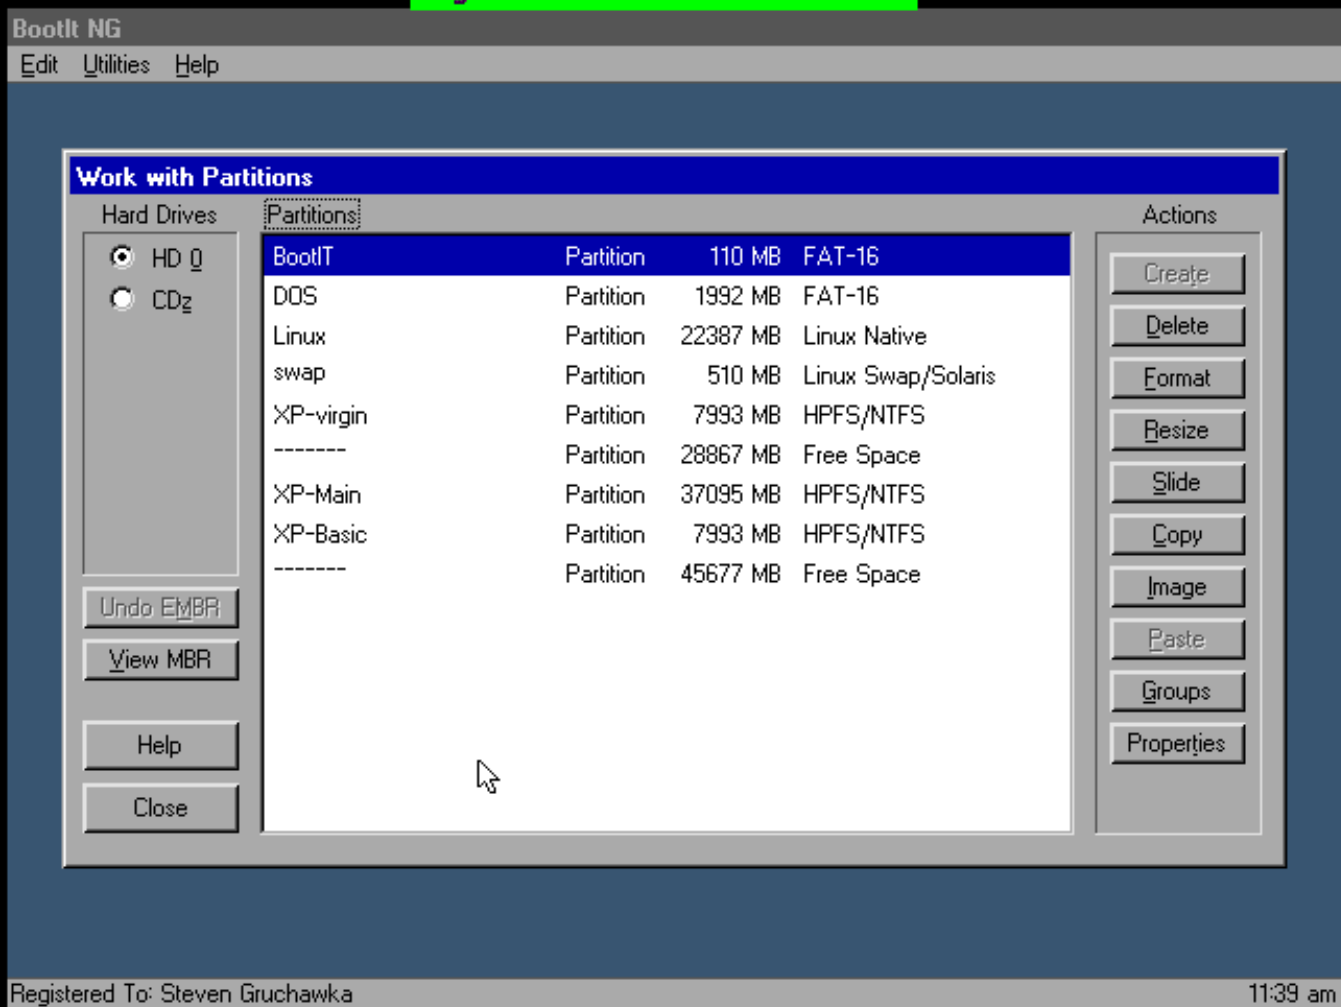 BootIt NG
Edit Utilities Help
Work with Partitions
Hard Drives Partitions Actions
HD 0
CDz
BootIT Partition 110 MB FAT-16
DOS Partition 1992 MB FAT-16
Linux Partition 22387 MB Linux Native
swap Partition 510 MB Linux Swap/Solaris
XP-virgin Partition 7993 MB HPFS/NTFS
------- Partition 28867 MB Free Space
XP-Main Partition 37095 MB HPFS/NTFS
XP-Basic Partition 7993 MB HPFS/NTFS
------- Partition 45677 MB Free Space
Undo EMBR
View MBR
Help
Close
Create
Delete
Format
Resize
Slide
Copy
Image
Paste
Groups
Properties
Registered To: Steven Gruchawka 11:39 am